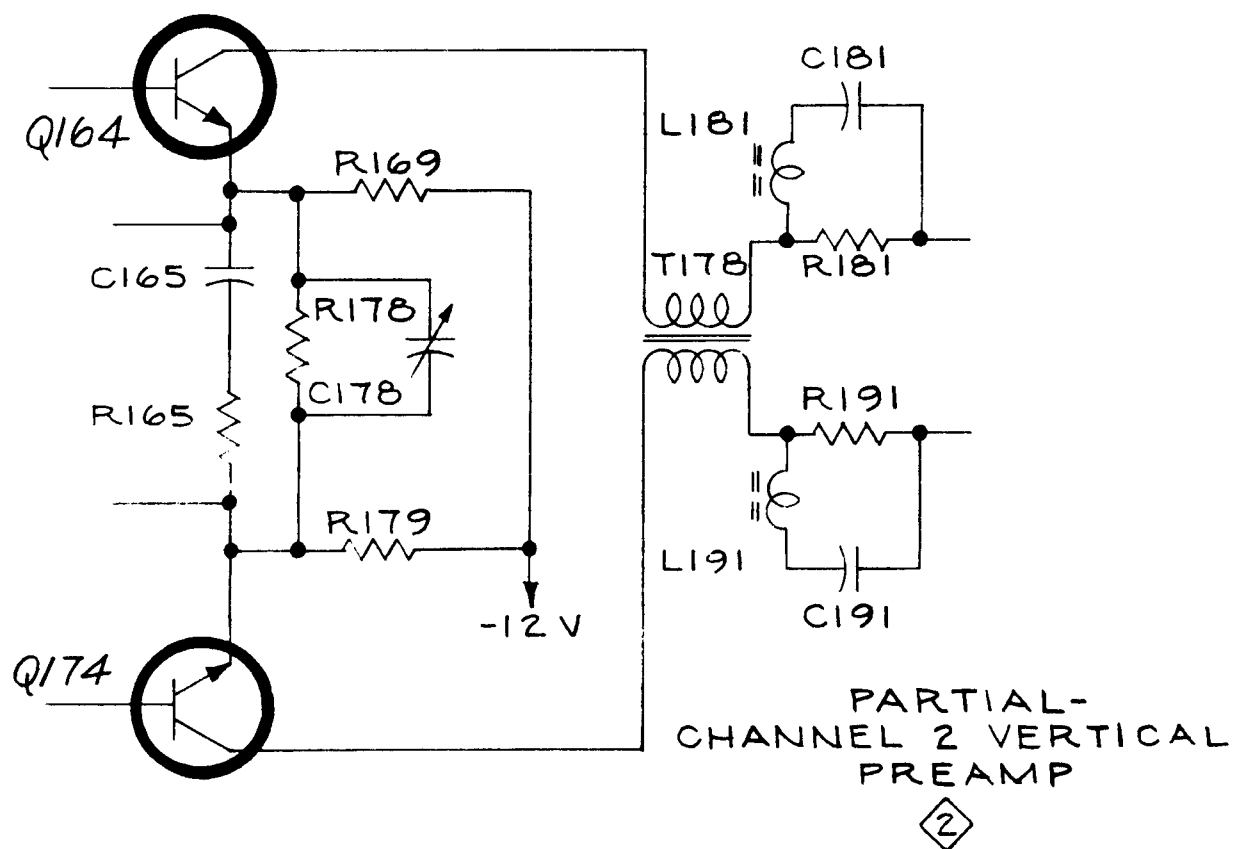 C181
L181
Q164
R169
C165
T178
R181
R178
C178
R165
R191
R179
L191
-12 V
C191
Q174
PARTIAL-
CHANNEL 2 VERTICAL
PREAMP
2